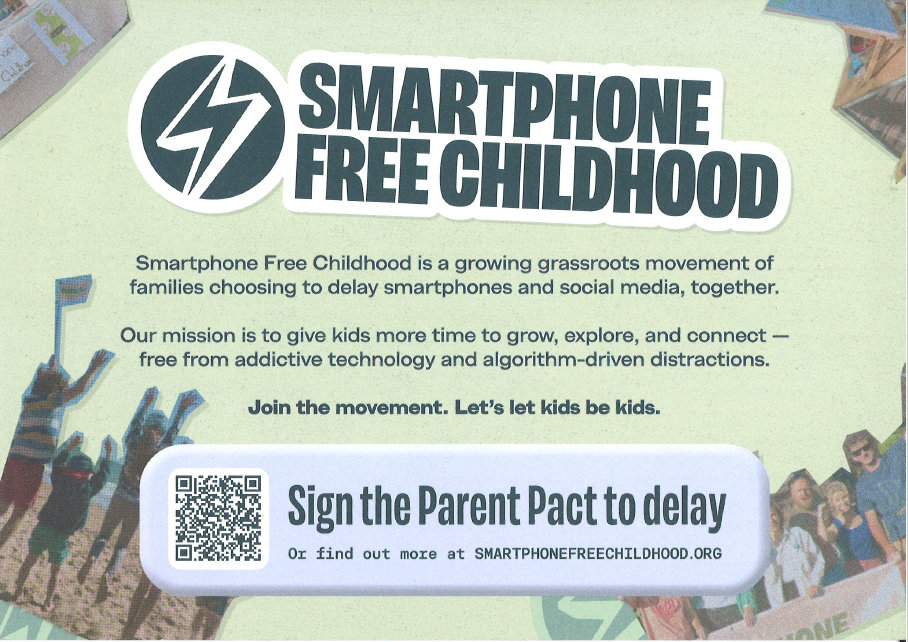 SMARTPHONE
FREE CHILDHOOD
Smartphone Free Childhood is a growing grassroots movement of
families choosing to delay smartphones and social media, together.
Our mission is to give kids more time to grow, explore, and connect —
free from addictive technology and algorithm-driven distractions.
Join the movement. Let's let kids be kids.
Sign the Parent Pact to delay
Or find out more at SMARTPHONEFREECHILDHOOD.ORG